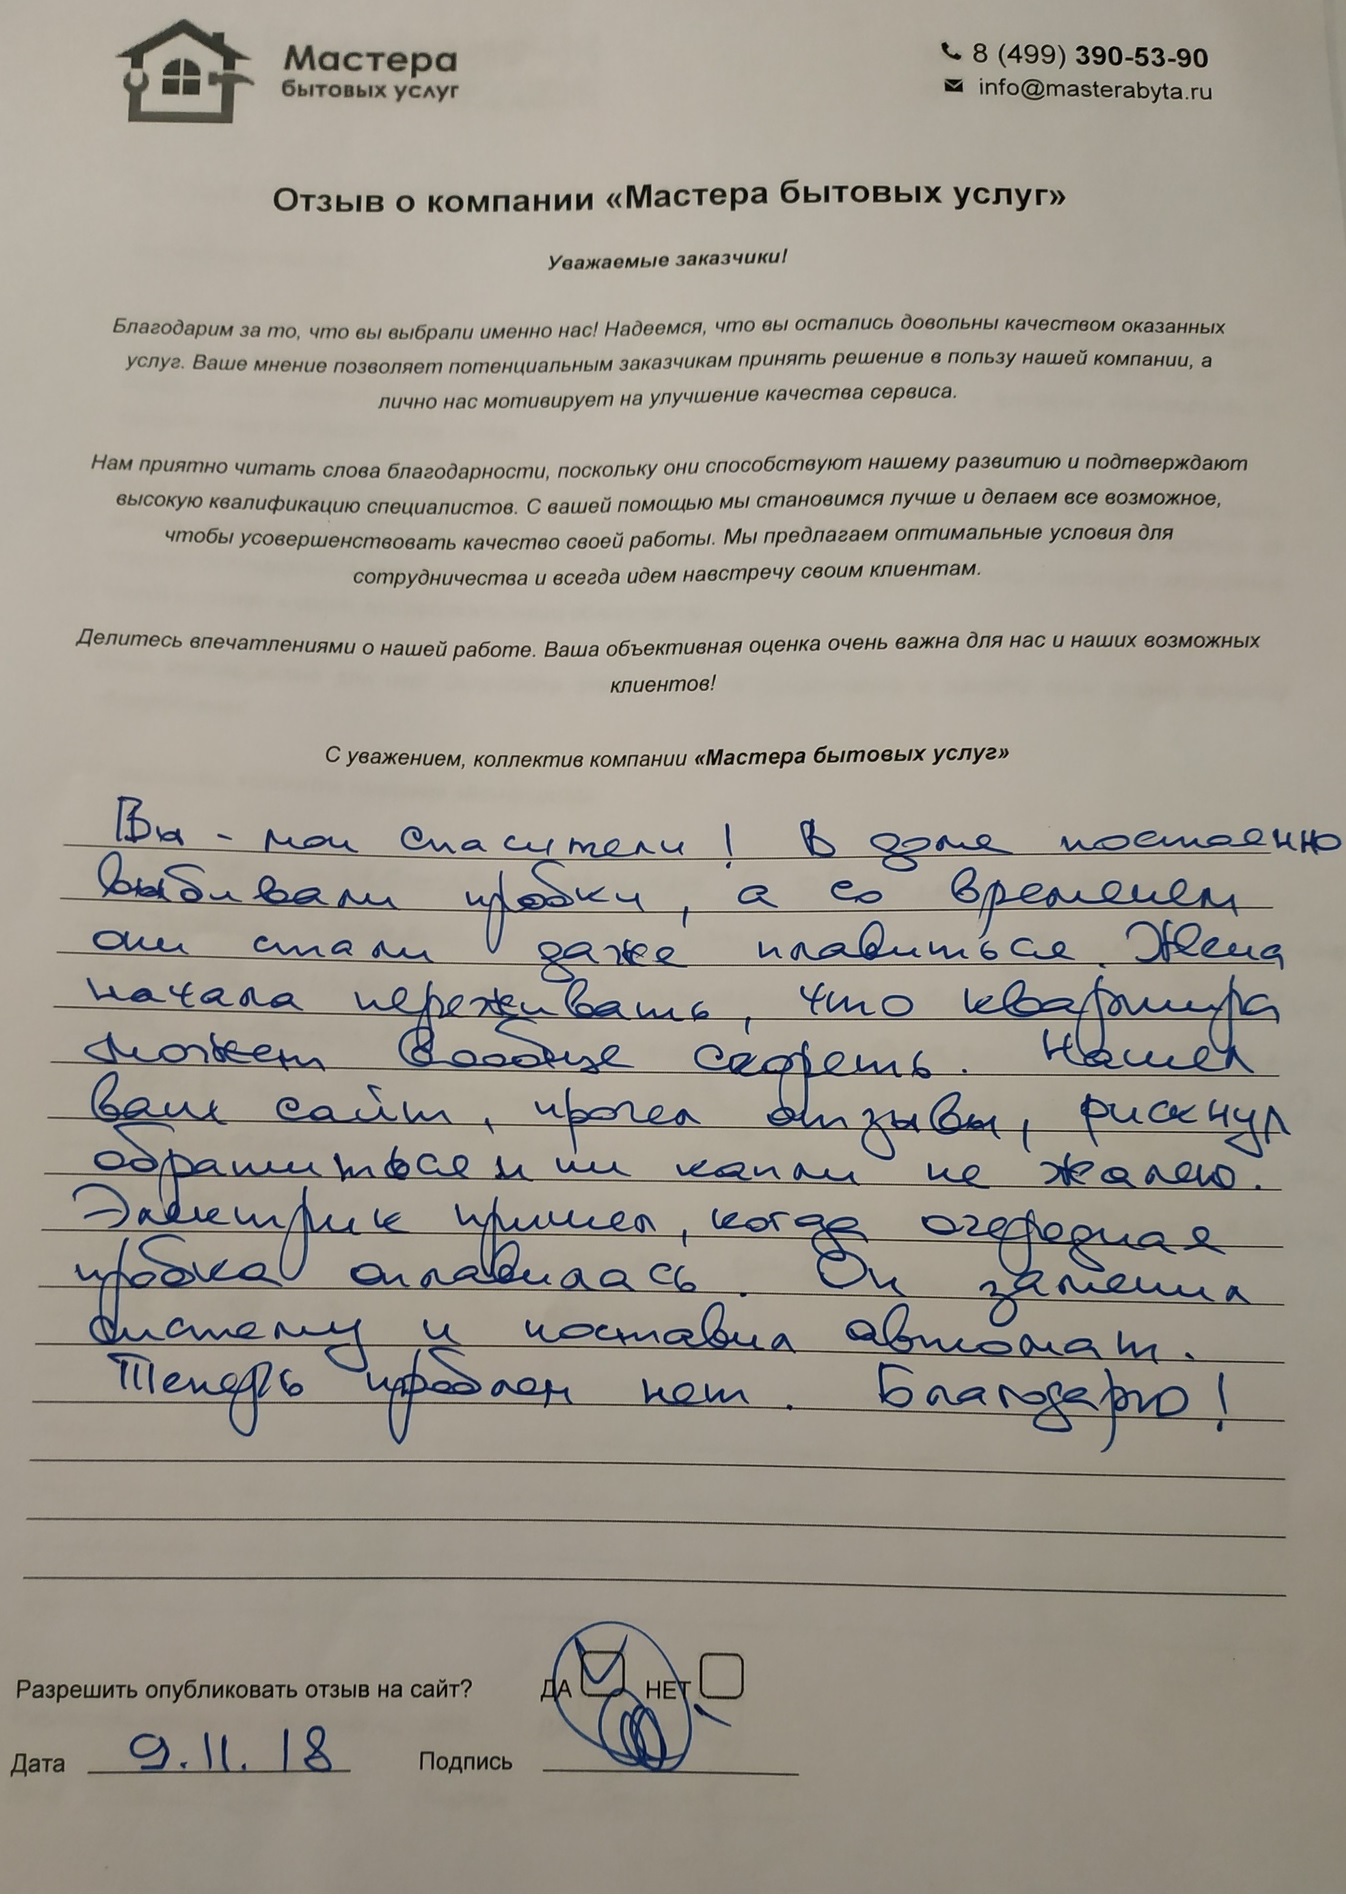 Мастера
бытовых услуг
8 (499) 390-53-90
info@masterabyta.ru
Отзыв о компании «Мастера бытовых услуг»
Уважаемые заказчики!
Благодарим за то, что вы выбрали именно нас! Надеемся, что вы остались довольны качеством оказанных
услуг. Ваше мнение позволяет потенциальным заказчикам принять решение в пользу нашей компании, а
лично нас мотивирует на улучшение качества сервиса.
Нам приятно читать слова благодарности, поскольку они способствуют нашему развитию и подтверждают
высокую квалификацию специалистов. С вашей помощью мы становимся лучше и делаем все возможное,
чтобы усовершенствовать качество своей работы. Мы предлагаем оптимальные условия для
сотрудничества и всегда идем навстречу своим клиентам.
Делитесь впечатлениями о нашей работе. Ваша объективная оценка очень важна для нас и наших возможных
клиентов!
С уважением, коллектив компании «Мастера бытовых услуг»
Вы - мои спасители! В доме постоенно
выбивали пробки, а со временем
они стали даже плавиться. Жена
начала переживать, что квартира
может вообще сгореть. Нашел
ваш сайт, прочел отзывы, рискнул
обратиться и ни капли не жалею.
Электрик пришел, когда очередная
пробка оплавилась. Он заменил
систему и поставил автомат.
Теперь проблем нет. Благодарю!
Разрешить опубликовать отзыв на сайт? ДА НЕТ
Дата 9.11.18 Подпись